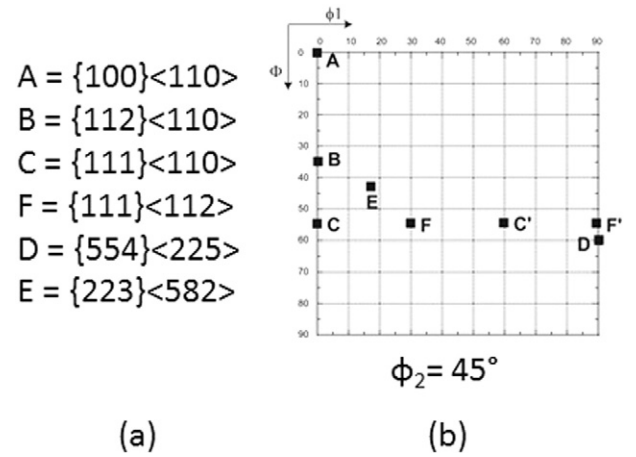 ϕ1
0 10 20 30 40 50 60 70 80 90
Φ
0
10
20
30
40
50
60
70
80
90
A = {100}<110>
B = {112}<110>
C = {111}<110>
F = {111}<112>
D = {554}<225>
E = {223}<582>
A
B
E
C
F
C'
F'
D
ϕ₂= 45°
(a)
(b)